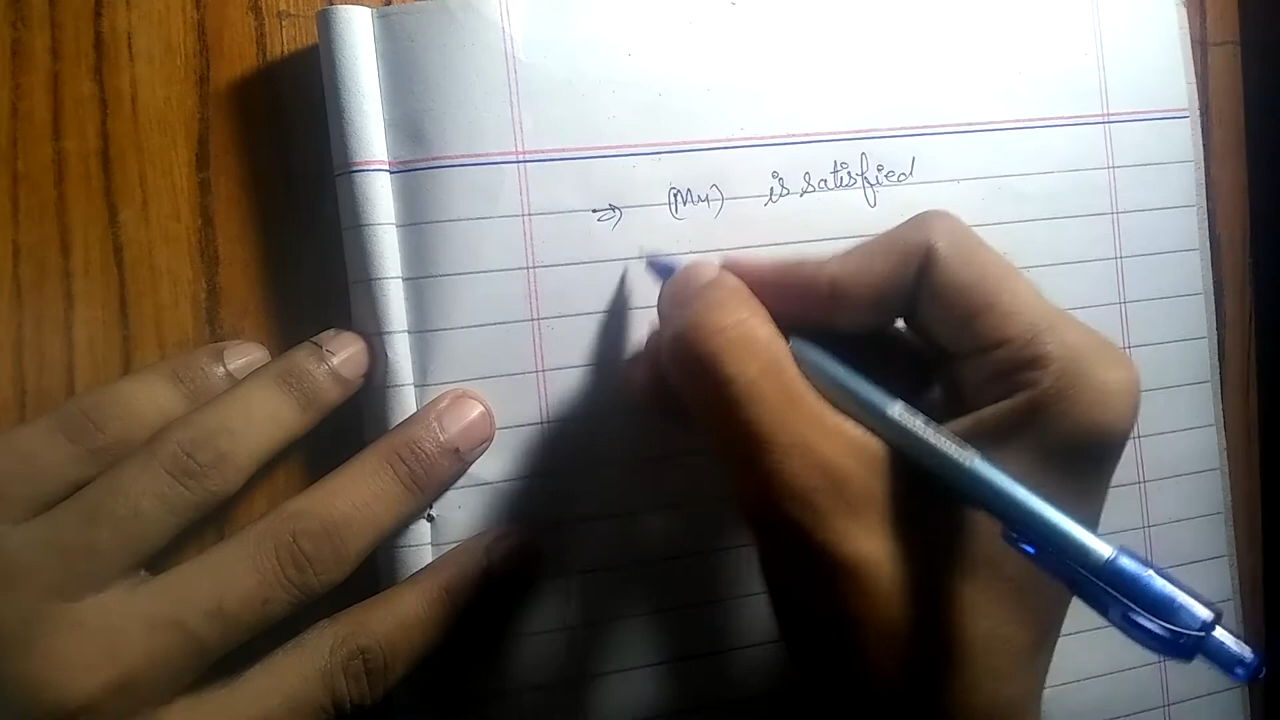 ⇒ (M4) is satisfied